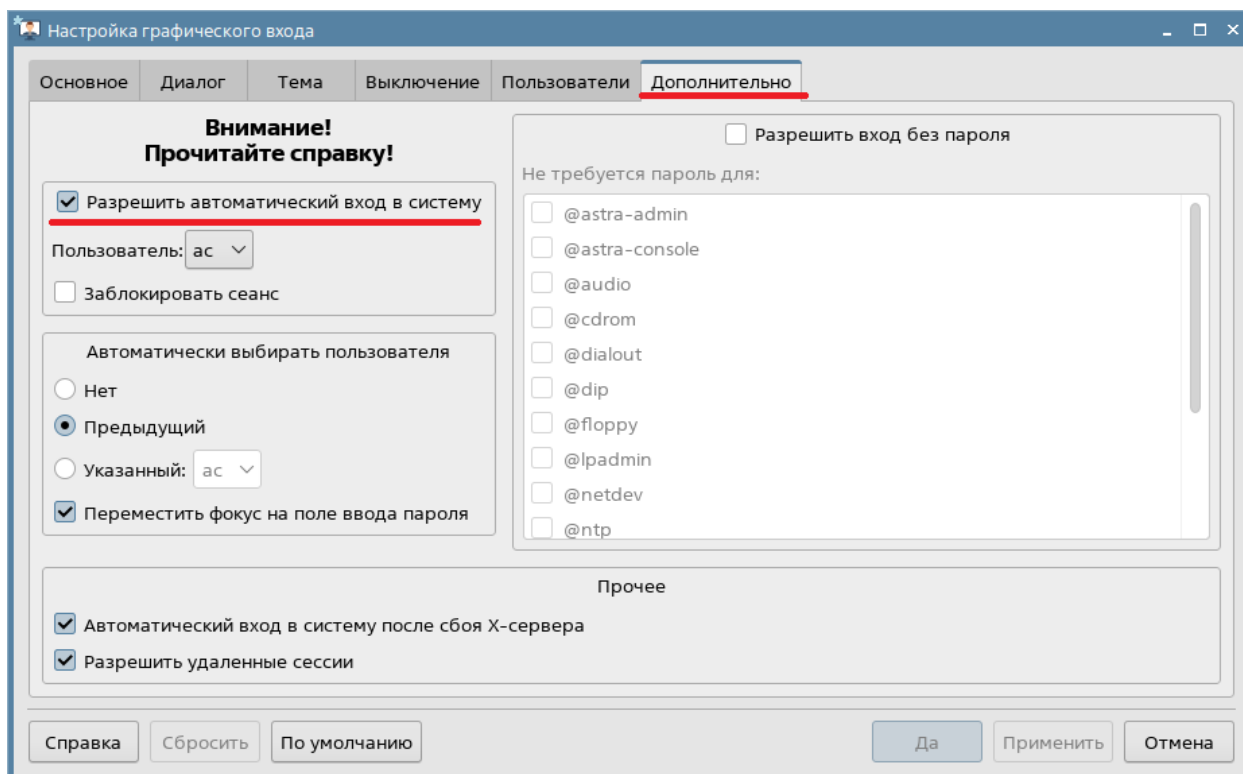 Настройка графического входа
Основное Диалог Тема Выключение Пользователи Дополнительно
Внимание!
Прочитайте справку!
Разрешить автоматический вход в систему
Пользователь: ac
Заблокировать сеанс
Автоматически выбирать пользователя
Нет
Предыдущий
Указанный: ac
Переместить фокус на поле ввода пароля
Разрешить вход без пароля
Не требуется пароль для:
@astra-admin
@astra-console
@audio
@cdrom
@dialout
@dip
@floppy
@lpadmin
@netdev
@ntp
Прочее
Автоматический вход в систему после сбоя X-сервера
Разрешить удаленные сессии
Справка Сбросить По умолчанию Да Применить Отмена